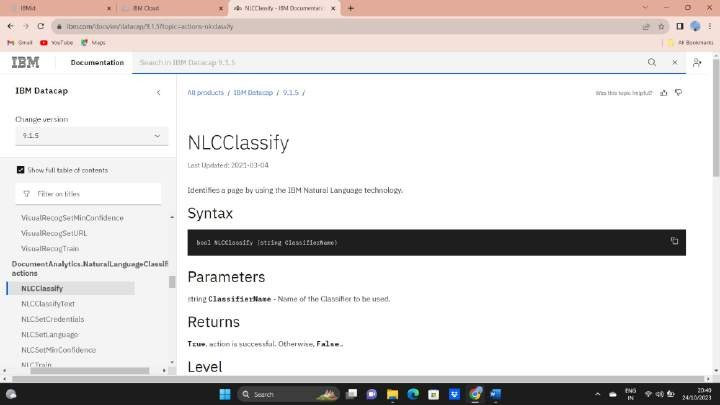 IBMid
IBM Cloud
NLCClassify - IBM Documentatio
ibm.com/docs/en/datacap/9.1.5?topic=actions-nlcclassify
Gmail YouTube Maps All Bookmarks
IBM Documentation Search in IBM Datacap 9.1.5
IBM Datacap
All products / IBM Datacap / 9.1.5 /
Was this topic helpful?
Change version
9.1.5
NLCClassify
Last Updated: 2021-03-04
Show full table of contents
Filter on titles
Identifies a page by using the IBM Natural Language technology.
VisualRecogSetMinConfidence
VisualRecogSetURL
VisualRecogTrain
DocumentAnalytics.NaturalLanguageClassif
actions
NLCClassify
NLCClassifyText
NLCSetCredentials
NLCSetLanguage
NLCSetMinConfidence
NLCTrain
Syntax
bool NLCClassify (string ClassifierName)
Parameters
string ClassifierName - Name of the Classifier to be used.
Returns
True, action is successful. Otherwise, False..
Level
Search
ENG
IN
20:40
24/10/2023